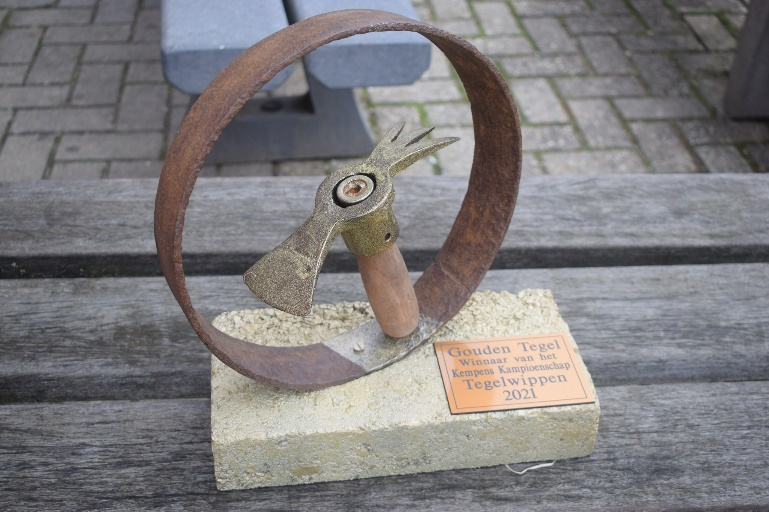 Gouden Tegel
Winnaar van het
Kempens Kampioenschap
Tegelwippen
2021